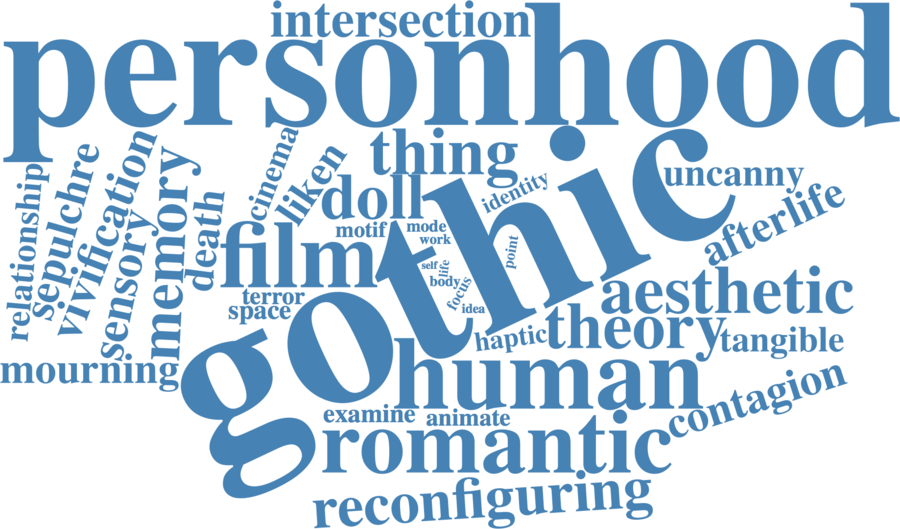 intersection
personhood
relationship
sepulchre
vivification
sensory
memory
death
cinema
liken
thing
doll
film
motif
mode
work
self
life
body
focus
idea
point
identity
gothic
uncanny
afterlife
terror
space
aesthetic
haptic
theory
tangible
mourning
human
examine
animate
contagion
romantic
reconfiguring